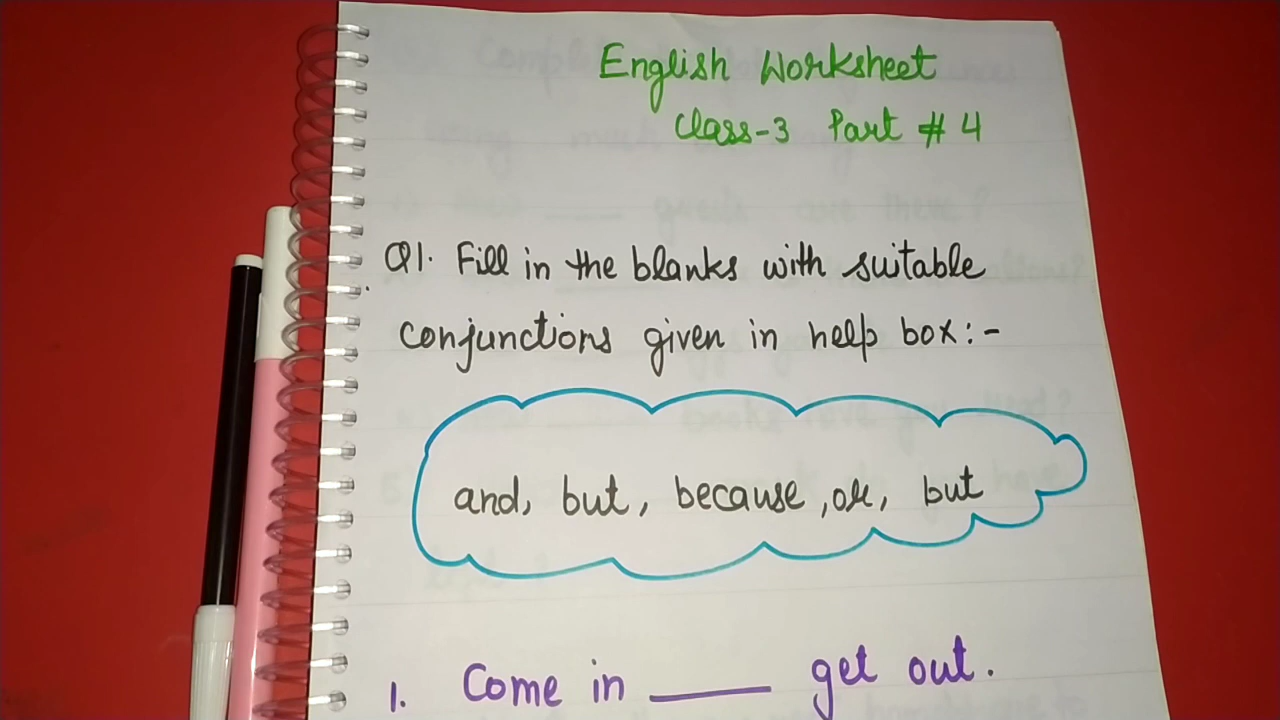 English Worksheet
Class-3 Part # 4
Q1. Fill in the blanks with suitable
conjunctions given in help box:-
and, but, because, or, but
1. Come in ____ get out.